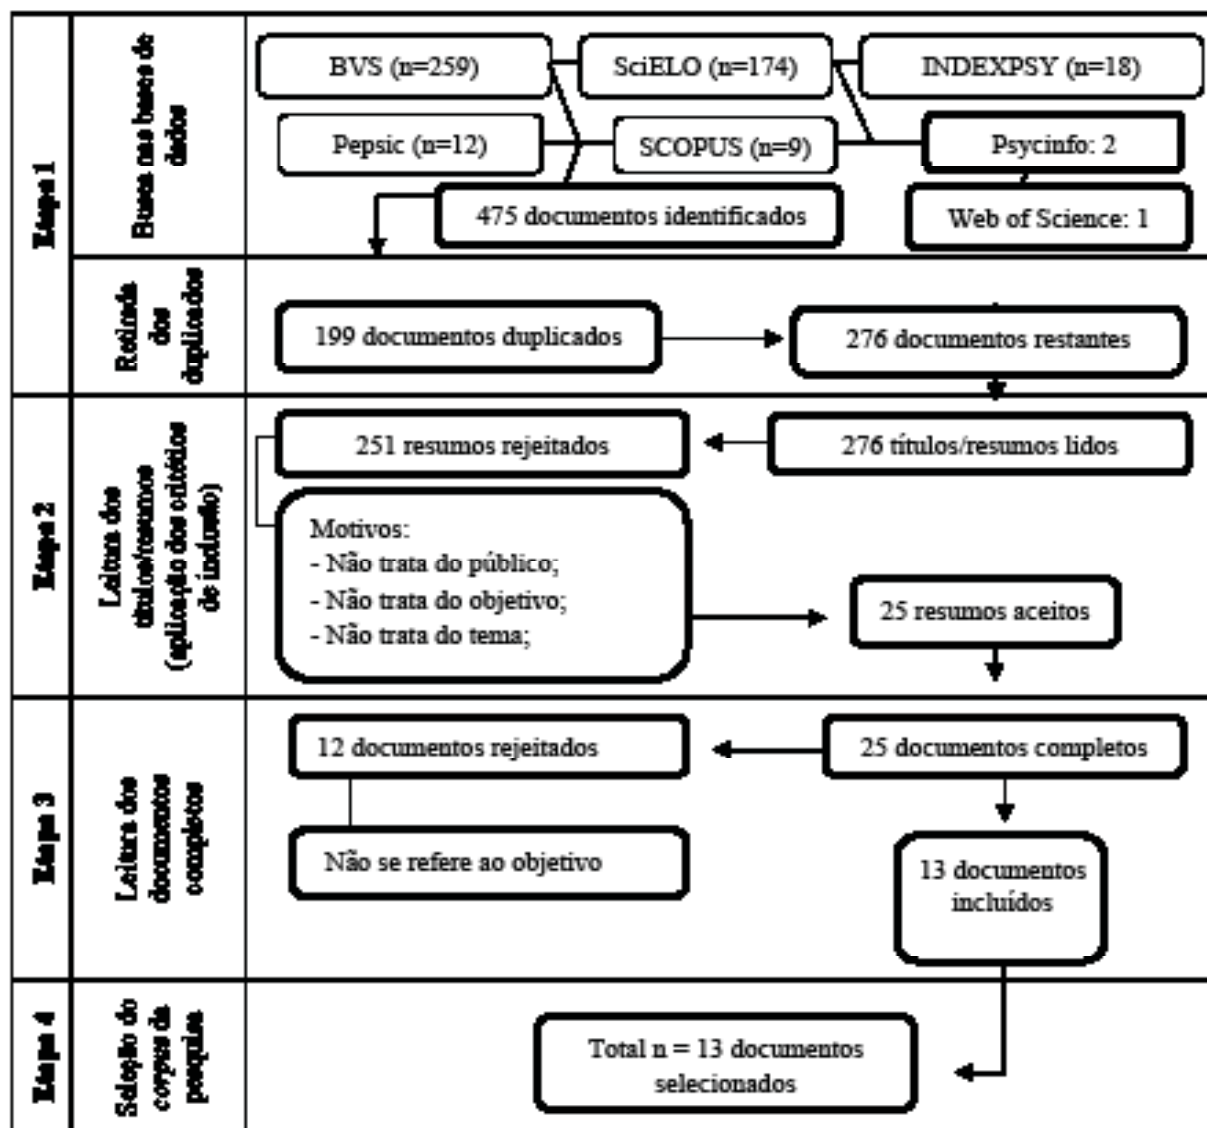 Etapa 1
Busca nas bases de
dados
BVS (n=259)
SciELO (n=174)
INDEXPSY (n=18)
Pepsic (n=12)
SCOPUS (n=9)
Psycinfo: 2
475 documentos identificados
Web of Science: 1
Retirada
dos
duplicados
199 documentos duplicados
276 documentos restantes
Etapa 2
Leitura dos
títulos/resumos
(aplicação dos critérios
de inclusão)
251 resumos rejeitados
276 títulos/resumos lidos
Motivos:
- Não trata do público;
- Não trata do objetivo;
- Não trata do tema;
25 resumos aceitos
Etapa 3
Leitura dos
documentos
completos
12 documentos rejeitados
25 documentos completos
Não se refere ao objetivo
13 documentos
incluídos
Etapa 4
Seleção do
corpus da
pesquisa
Total n = 13 documentos
selecionados